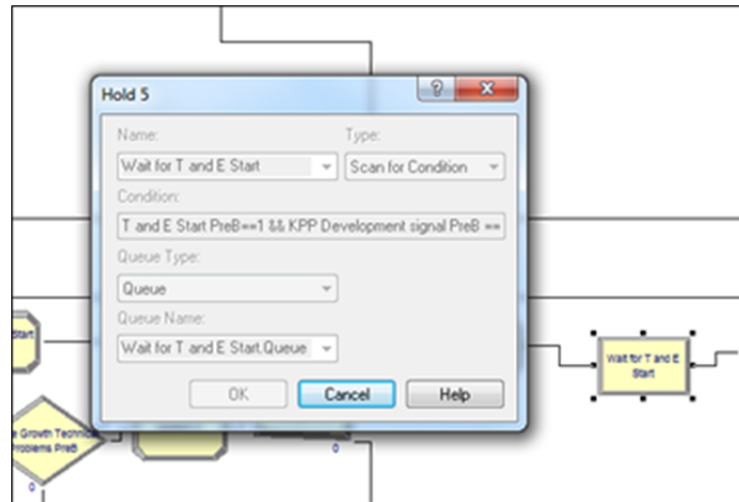 Hold 5
Name:
Type:
Wait for T and E Start
Scan for Condition
Condition:
T and E Start PreB==1 && KPP Development signal PreB ==
Queue Type:
Queue
Queue Name:
Wait for T and E Start.Queue
OK
Cancel
Help
Start
Wait for T and E
Start
e Growth Technical
Problems PreB
0
0